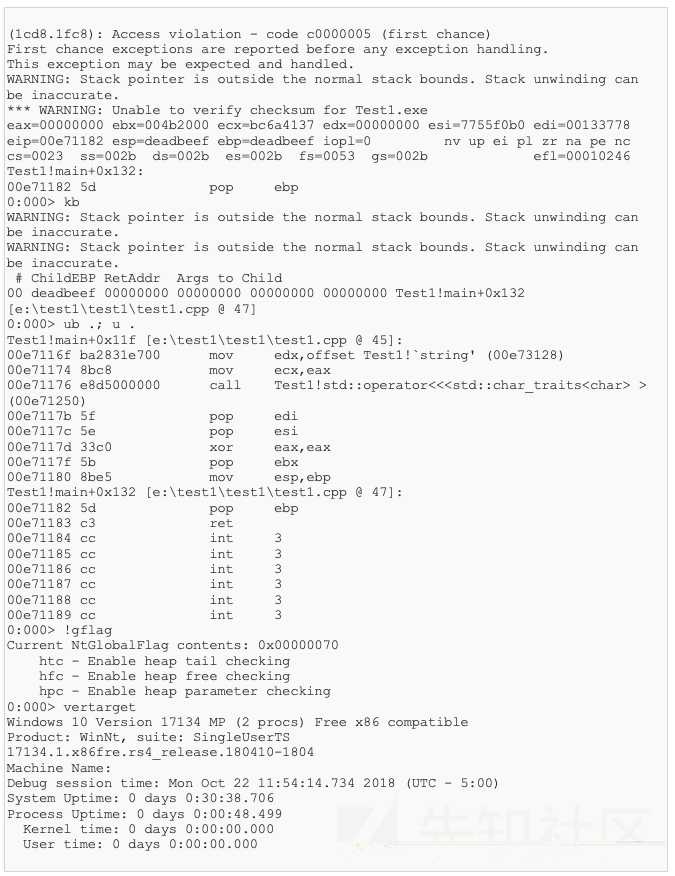 (1cd8.1fc8): Access violation - code c0000005 (first chance)
First chance exceptions are reported before any exception handling.
This exception may be expected and handled.
WARNING: Stack pointer is outside the normal stack bounds. Stack unwinding can
be inaccurate.
*** WARNING: Unable to verify checksum for Test1.exe
eax=00000000 ebx=004b2000 ecx=bc6a4137 edx=00000000 esi=7755f0b0 edi=00133778
eip=00e71182 esp=deadbeef ebp=deadbeef iopl=0         nv up ei pl zr na pe nc
cs=0023  ss=002b  ds=002b  es=002b  fs=0053  gs=002b             efl=00010246
Test1!main+0x132:
00e71182 5d              pop     ebp
0:000> kb
WARNING: Stack pointer is outside the normal stack bounds. Stack unwinding can
be inaccurate.
WARNING: Stack pointer is outside the normal stack bounds. Stack unwinding can
be inaccurate.
 # ChildEBP RetAddr  Args to Child
00 deadbeef 00000000 00000000 00000000 00000000 Test1!main+0x132
[e:\test1\test1\test1.cpp @ 47]
0:000> ub .; u .
Test1!main+0x11f [e:\test1\test1\test1.cpp @ 45]:
00e7116f ba2831e700      mov     edx,offset Test1!`string' (00e73128)
00e71174 8bc8            mov     ecx,eax
00e71176 e8d5000000      call    Test1!std::operator<<<std::char_traits<char> >
(00e71250)
00e7117b 5f              pop     edi
00e7117c 5e              pop     esi
00e7117d 33c0            xor     eax,eax
00e7117f 5b              pop     ebx
00e71180 8be5            mov     esp,ebp
Test1!main+0x132 [e:\test1\test1\test1.cpp @ 47]:
00e71182 5d              pop     ebp
00e71183 c3              ret
00e71184 cc              int     3
00e71185 cc              int     3
00e71186 cc              int     3
00e71187 cc              int     3
00e71188 cc              int     3
00e71189 cc              int     3
0:000> !gflag
Current NtGlobalFlag contents: 0x00000070
    htc - Enable heap tail checking
    hfc - Enable heap free checking
    hpc - Enable heap parameter checking
0:000> vertarget
Windows 10 Version 17134 MP (2 procs) Free x86 compatible
Product: WinNt, suite: SingleUserTS
17134.1.x86fre.rs4_release.180410-1804
Machine Name:
Debug session time: Mon Oct 22 11:54:14.734 2018 (UTC - 5:00)
System Uptime: 0 days 0:30:38.706
Process Uptime: 0 days 0:00:48.499
  Kernel time: 0 days 0:00:00.000
  User time: 0 days 0:00:00.000
先知社区